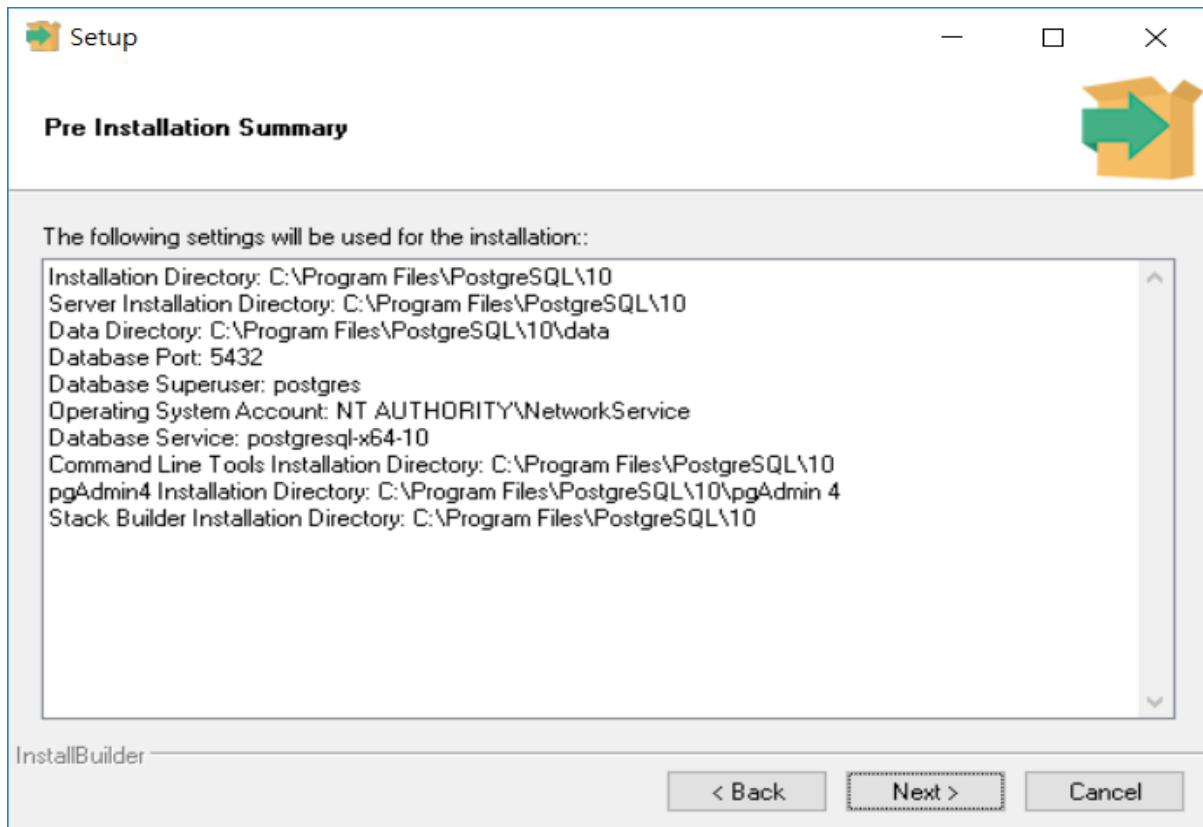 Setup
Pre Installation Summary
The following settings will be used for the installation::
Installation Directory: C:\Program Files\PostgreSQL\10
Server Installation Directory: C:\Program Files\PostgreSQL\10
Data Directory: C:\Program Files\PostgreSQL\10\data
Database Port: 5432
Database Superuser: postgres
Operating System Account: NT AUTHORITY\NetworkService
Database Service: postgresql-x64-10
Command Line Tools Installation Directory: C:\Program Files\PostgreSQL\10
pgAdmin4 Installation Directory: C:\Program Files\PostgreSQL\10\pgAdmin 4
Stack Builder Installation Directory: C:\Program Files\PostgreSQL\10
InstallBuilder
< Back Next > Cancel